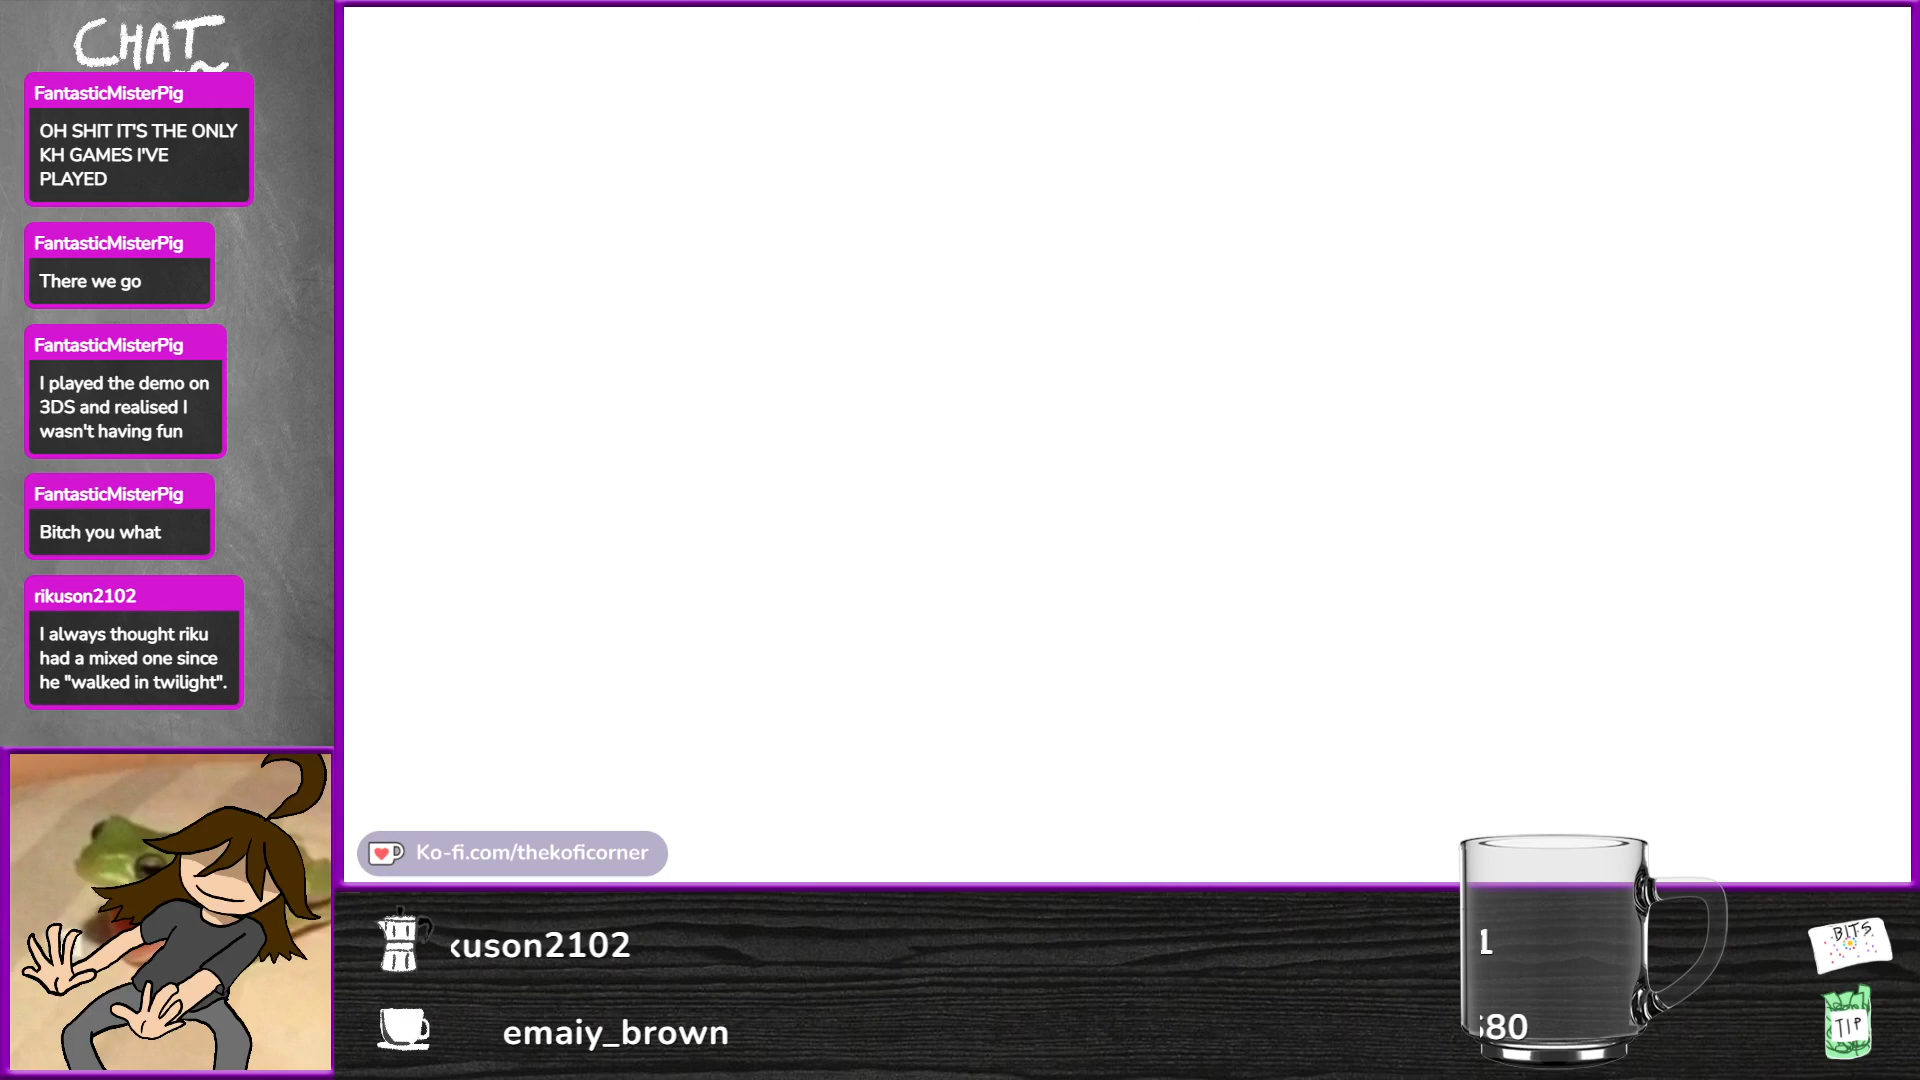 CHAT
FantasticMisterPig
OH SHIT IT'S THE ONLY
KH GAMES I'VE
PLAYED
FantasticMisterPig
There we go
FantasticMisterPig
I played the demo on
3DS and realised I
wasn't having fun
FantasticMisterPig
Bitch you what
rikuson2102
I always thought riku
had a mixed one since
he "walked in twilight".
Ko-fi.com/thekoficorner
kuson2102
emaiy_brown
1
80
BITS
TIP